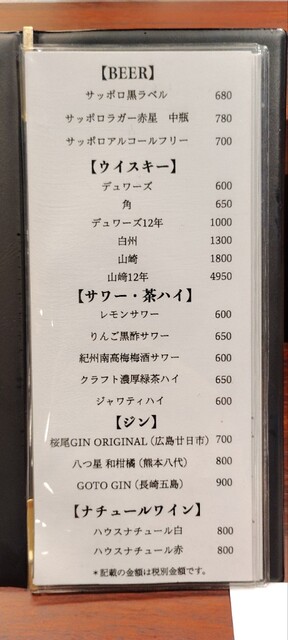 【BEER】
サッポロ黒ラベル 680
サッポロラガー赤星 中瓶 780
サッポロアルコールフリー 700
【ウイスキー】
デュワーズ 600
角 650
デュワーズ12年 1000
白州 1300
山崎 1800
山崎12年 4950
【サワー・茶ハイ】
レモンサワー 600
りんご黒酢サワー 650
紀州南高梅梅酒サワー 600
クラフト濃厚緑茶ハイ 650
ジャワティハイ 600
【ジン】
桜尾GIN ORIGINAL（広島廿日市） 700
八つ星 和柑橘（熊本八代） 800
GOTO GIN（長崎五島） 900
【ナチュールワイン】
ハウスナチュール白 800
ハウスナチュール赤 800
＊記載の金額は税別金額です。